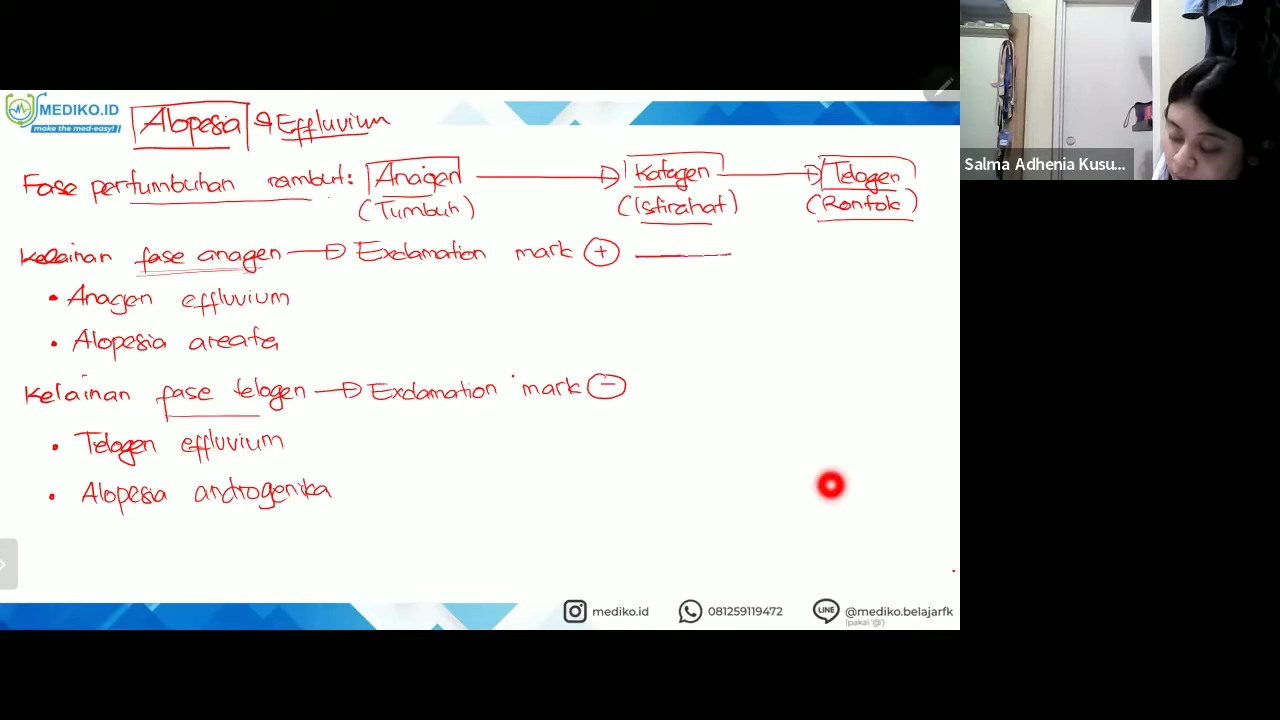 MEDIKO.ID
make the med-easy!
Alopesia & Effluvium
Fase pertumbuhan rambut: Anagen → Katagen → Telogen
(Tumbuh) (Istirahat) (Rontok)
Kelainan fase anagen → Exclamation mark +
• Anagen effluvium
• Alopesia areata
Kelainan fase telogen → Exclamation mark -
• Telogen effluvium
• Alopesia androgenika
mediko.id 081259119472 LINE @mediko.belajarfk
(pakai '@')
Salma Adhenia Kusu...